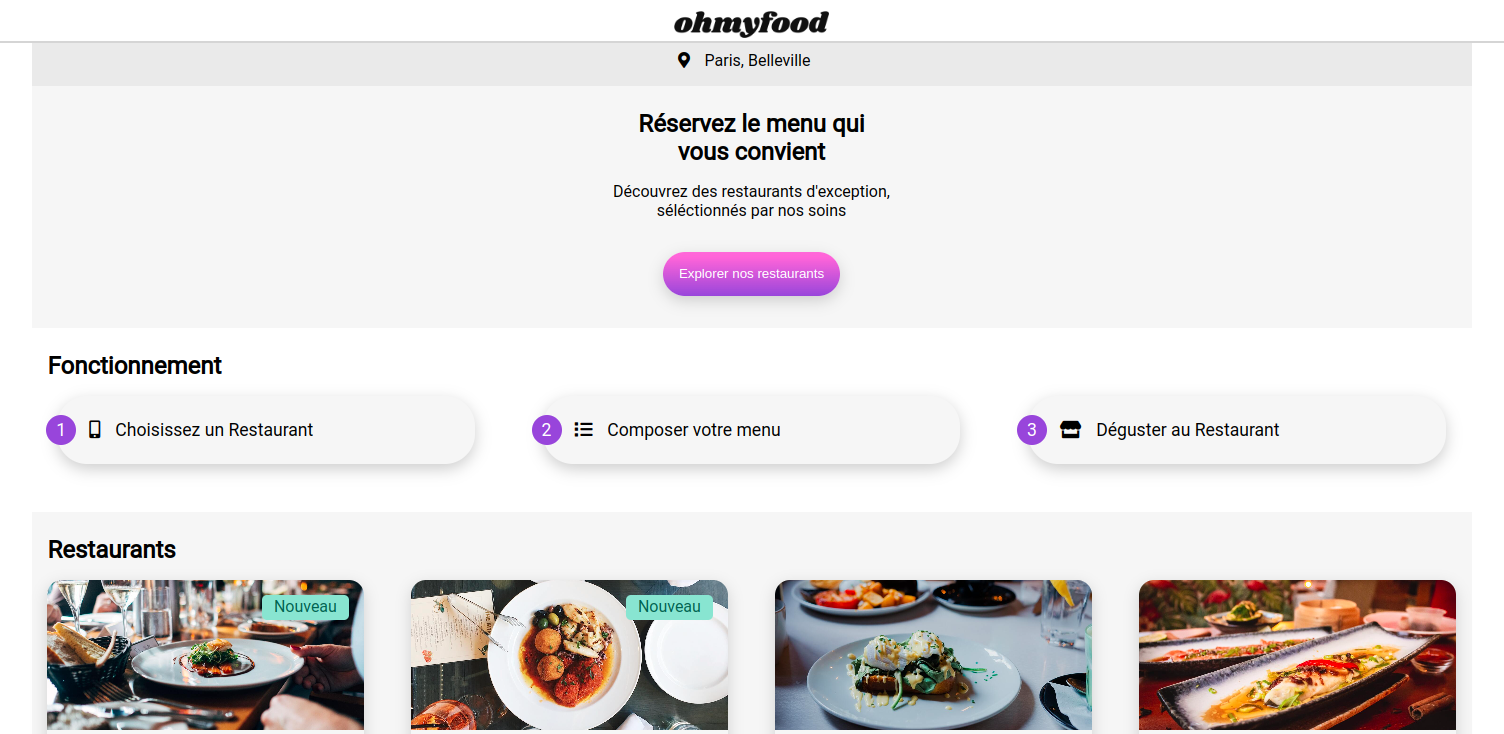 ohmyfood
Paris, Belleville
Réservez le menu qui
vous convient
Découvrez des restaurants d'exception,
séléctionnés par nos soins
Explorer nos restaurants
Fonctionnement
1 Choisissez un Restaurant
2 Composer votre menu
3 Déguster au Restaurant
Restaurants
Nouveau
Nouveau